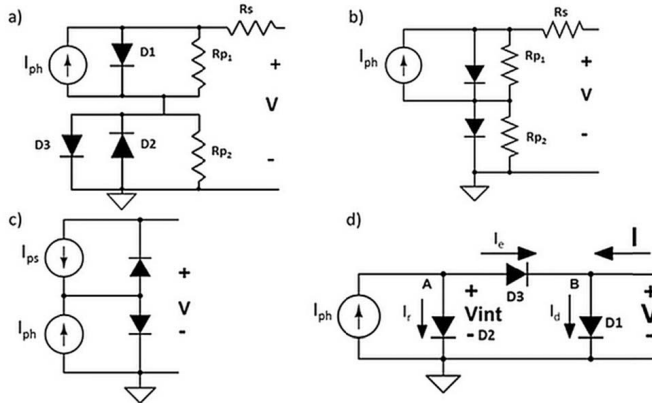 a)
Rs
D1
Rp1
Iph
+
V
-
D3
D2
Rp2
b)
Rs
Rp1
Iph
+
V
-
Rp2
c)
Ips
+
V
-
Iph
d)
Ie
I
A
B
D3
+
Iph
Ir
Vint
-
D2
Id
D1
+
V
-